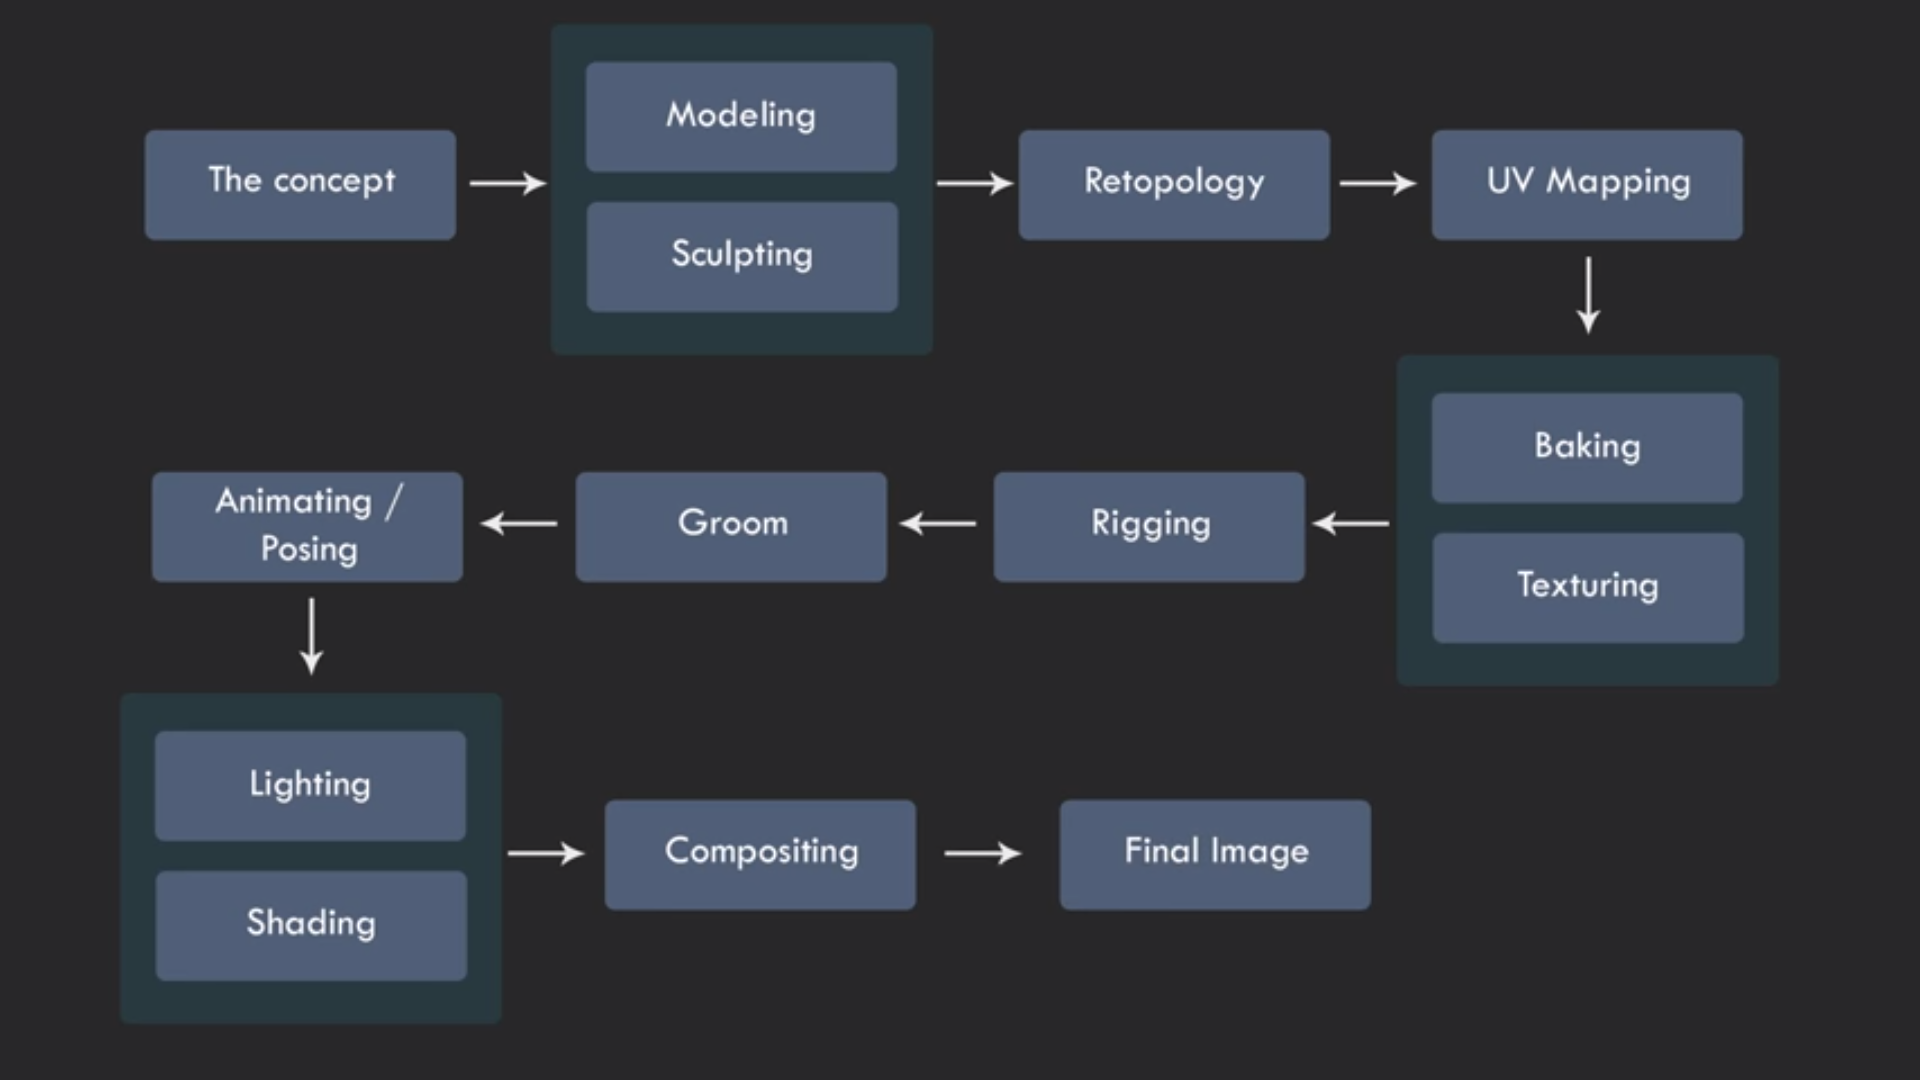 The concept
Modeling
Sculpting
Retopology
UV Mapping
Baking
Texturing
Rigging
Groom
Animating /
Posing
Lighting
Shading
Compositing
Final Image